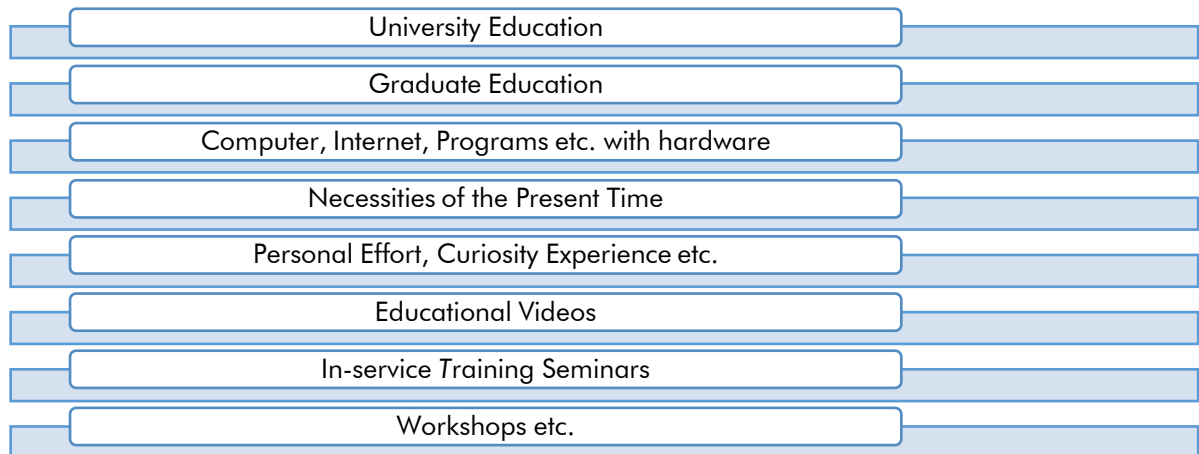 University Education
Graduate Education
Computer, Internet, Programs etc. with hardware
Necessities of the Present Time
Personal Effort, Curiosity Experience etc.
Educational Videos
In-service Training Seminars
Workshops etc.